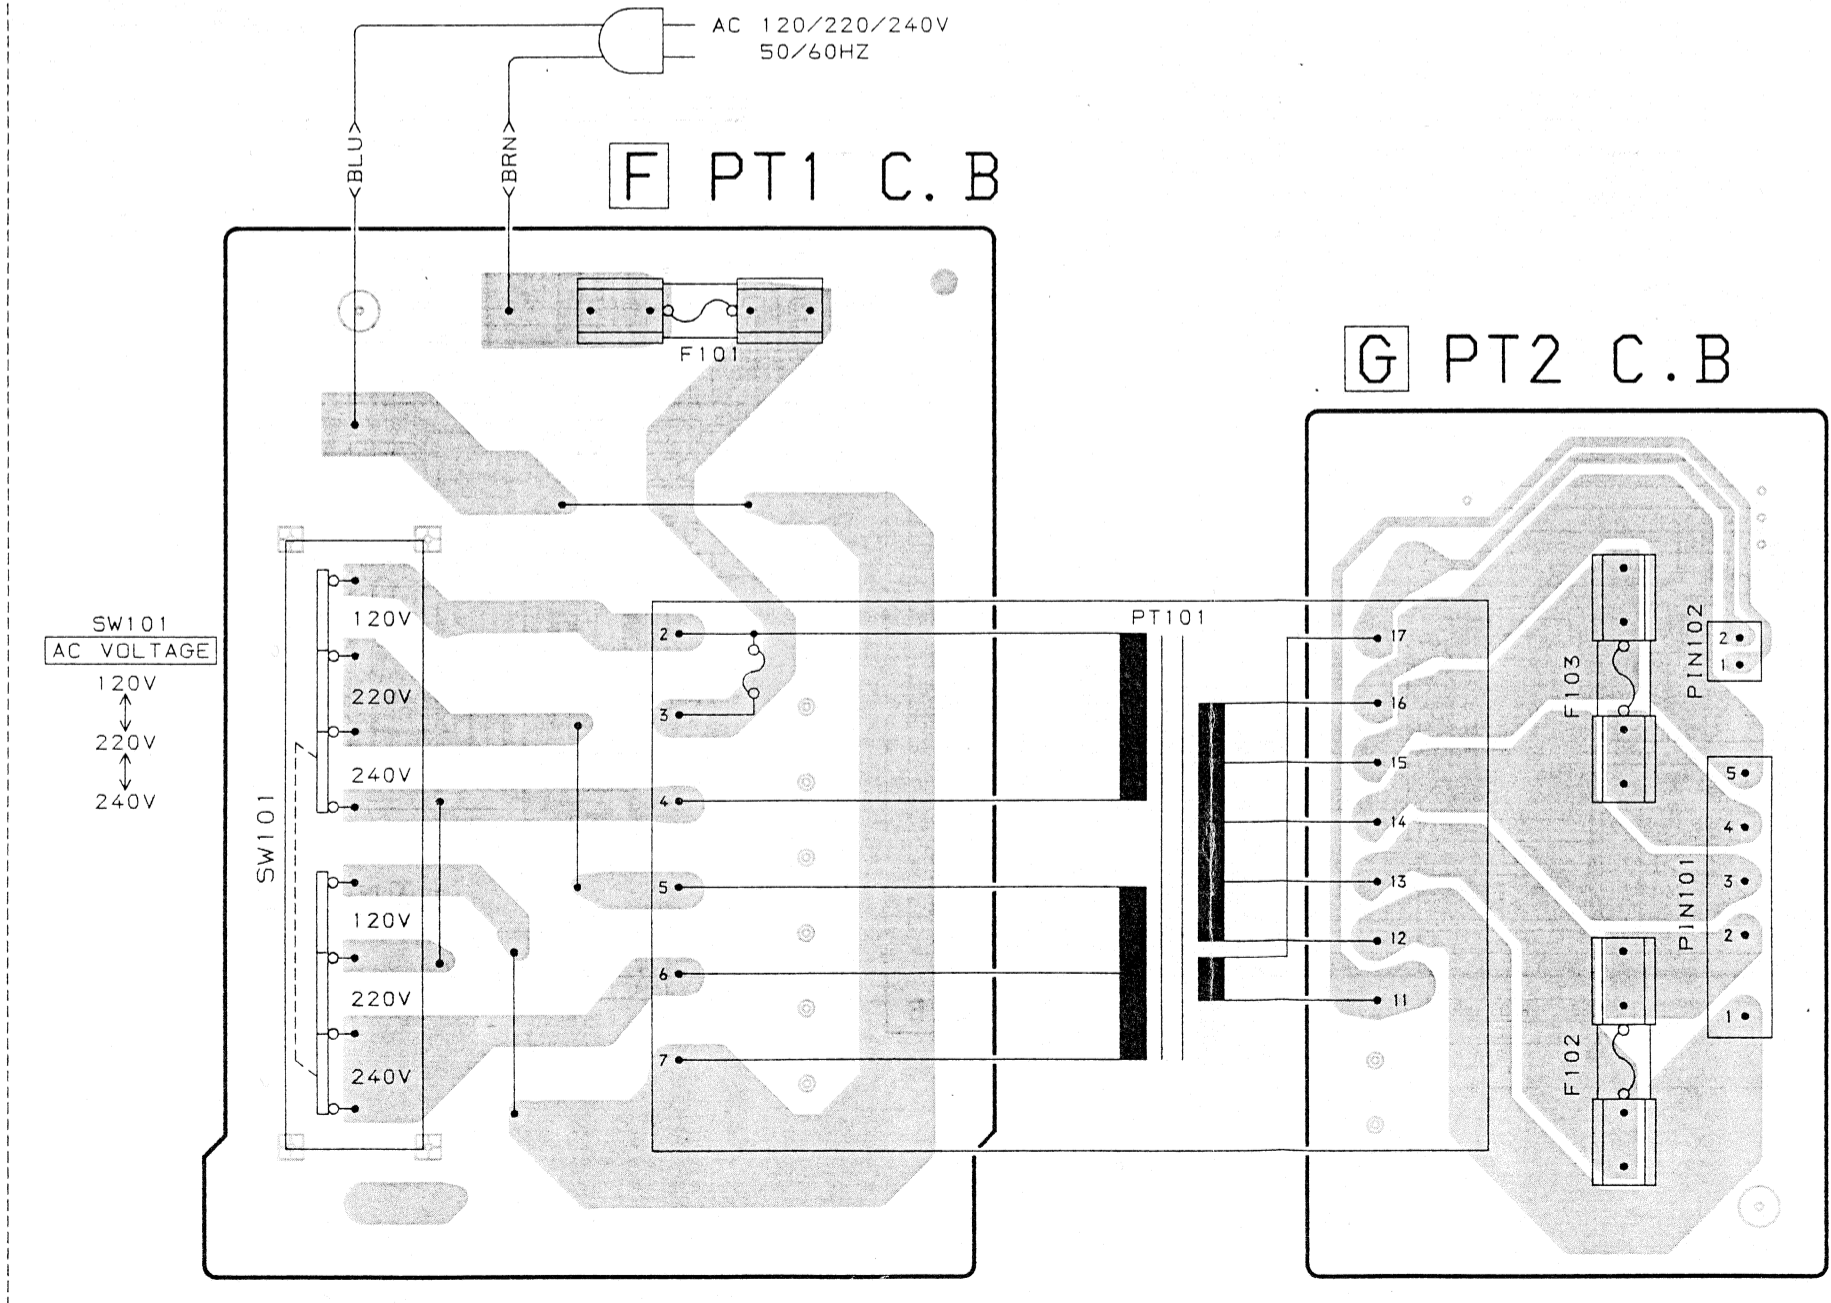 AC 120/220/240V
50/60HZ
<BLU>
<BRN>
F PT1 C.B
F101
G PT2 C.B
SW101
AC VOLTAGE
120V
220V
240V
SW101
120V
220V
240V
120V
220V
240V
2
3
4
5
6
7
PT101
17
16
15
14
13
12
11
F103
F102
PIN102
2
1
PIN101
5
4
3
2
1